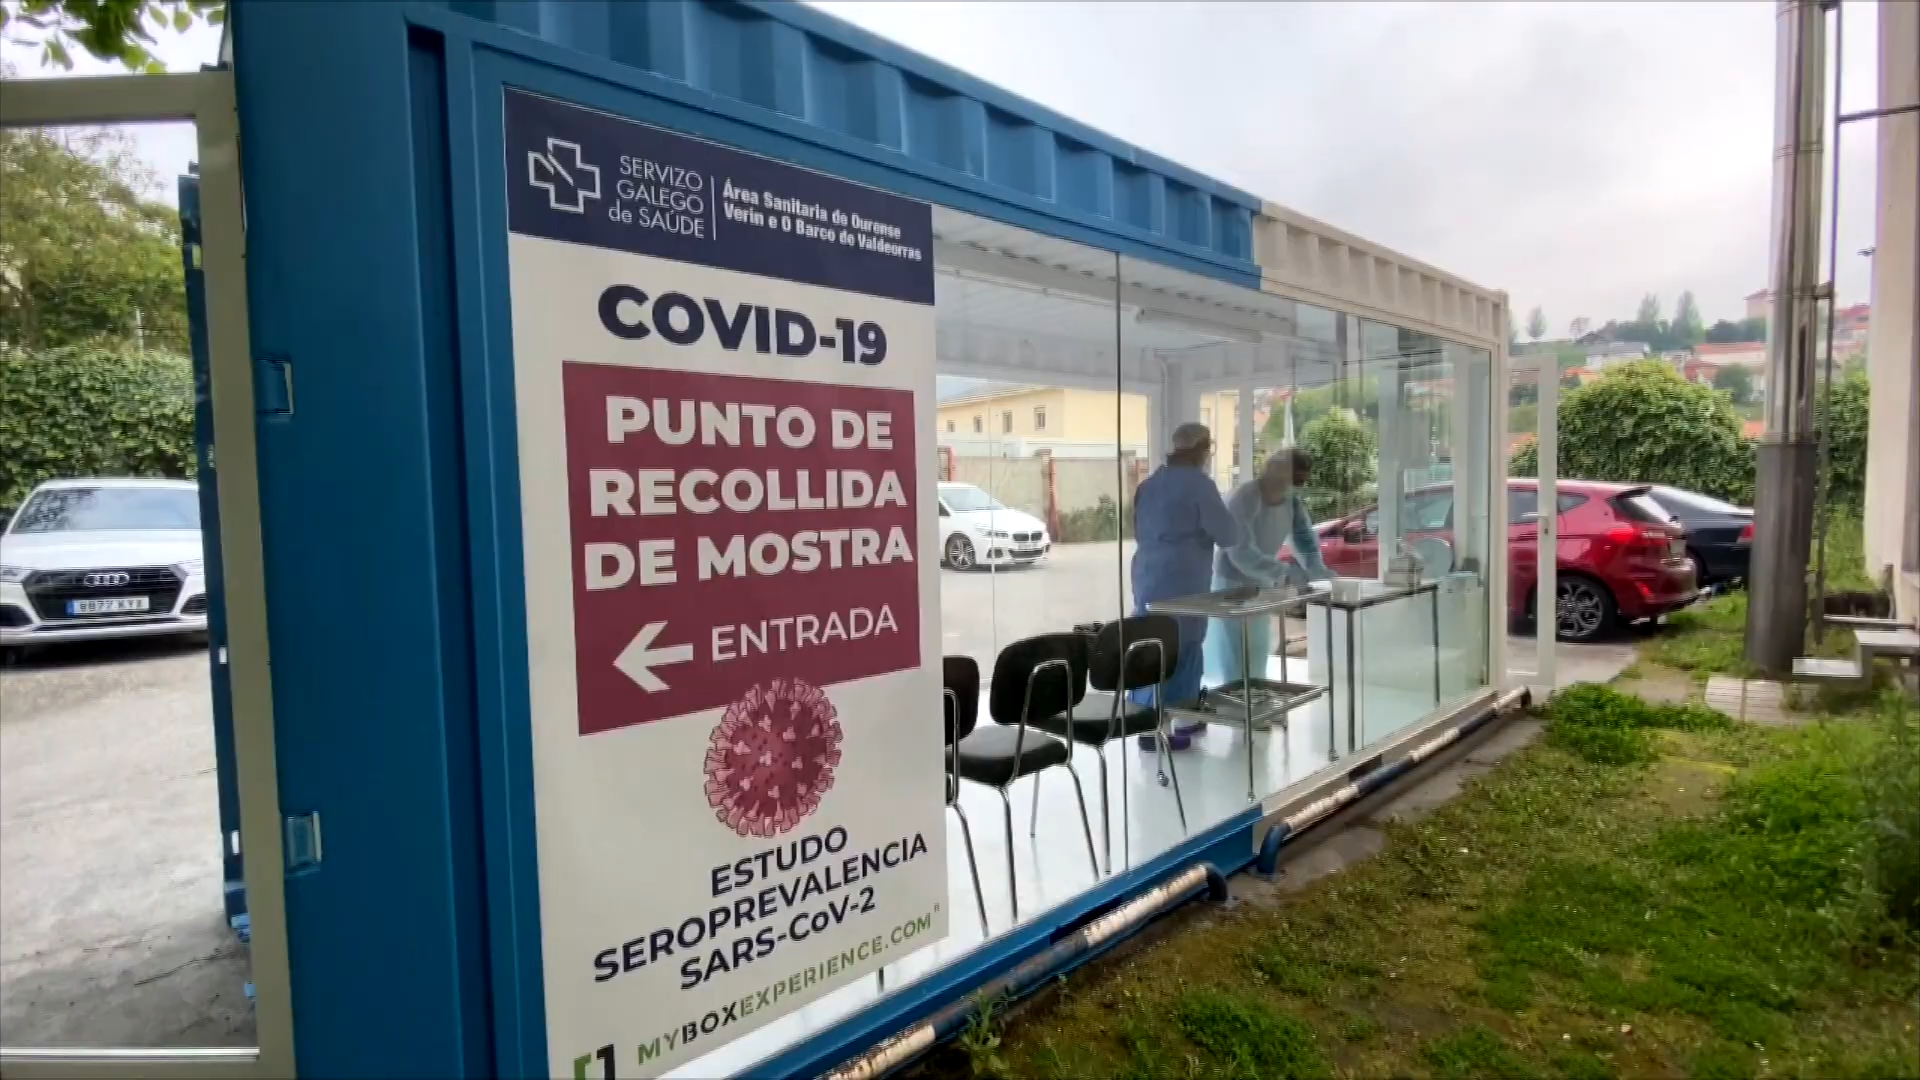 SERVIZO
GALEGO
de SAÚDE
Área Sanitaria de Ourense
Verin e O Barco de Valdeorras
COVID-19
PUNTO DE
RECOLLIDA
DE MOSTRA
ENTRADA
ESTUDO
SEROPREVALENCIA
SARS-CoV-2
MYBOXEXPERIENCE.COM